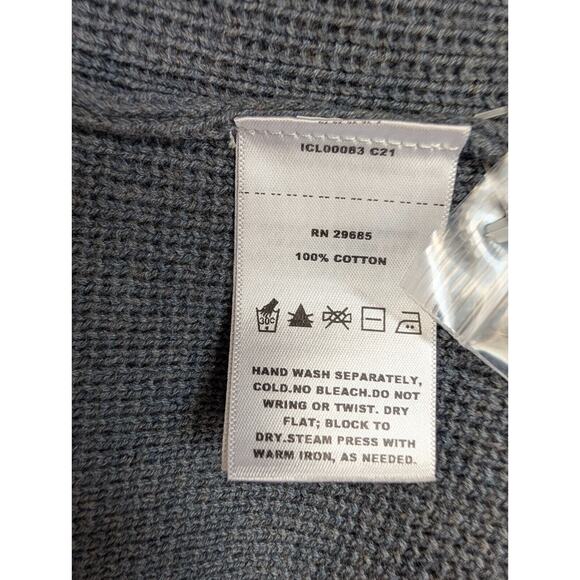 ICL00083 C21
RN 29685
100% COTTON
30C
HAND WASH SEPARATELY,
COLD.NO BLEACH.DO NOT
WRING OR TWIST. DRY
FLAT; BLOCK TO
DRY.STEAM PRESS WITH
WARM IRON, AS NEEDED.